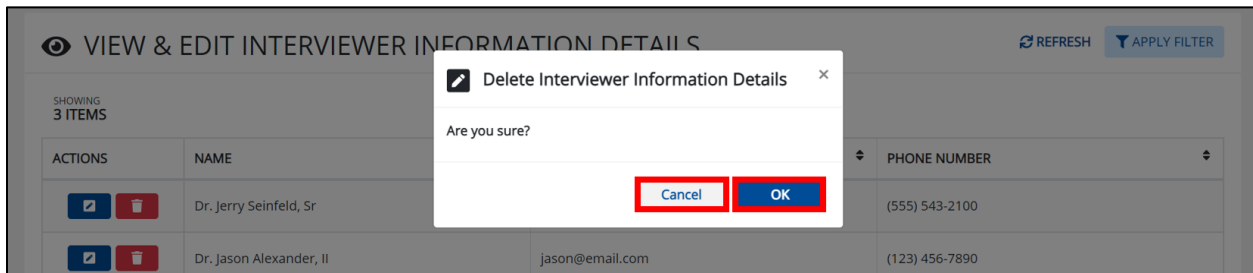 VIEW & EDIT INTERVIEWER INFORMATION DETAILS
REFRESH
APPLY FILTER
Delete Interviewer Information Details
×
SHOWING
3 ITEMS
Are you sure?
ACTIONS
NAME
PHONE NUMBER
Cancel
OK
Dr. Jerry Seinfeld, Sr
(555) 543-2100
Dr. Jason Alexander, II
jason@email.com
(123) 456-7890